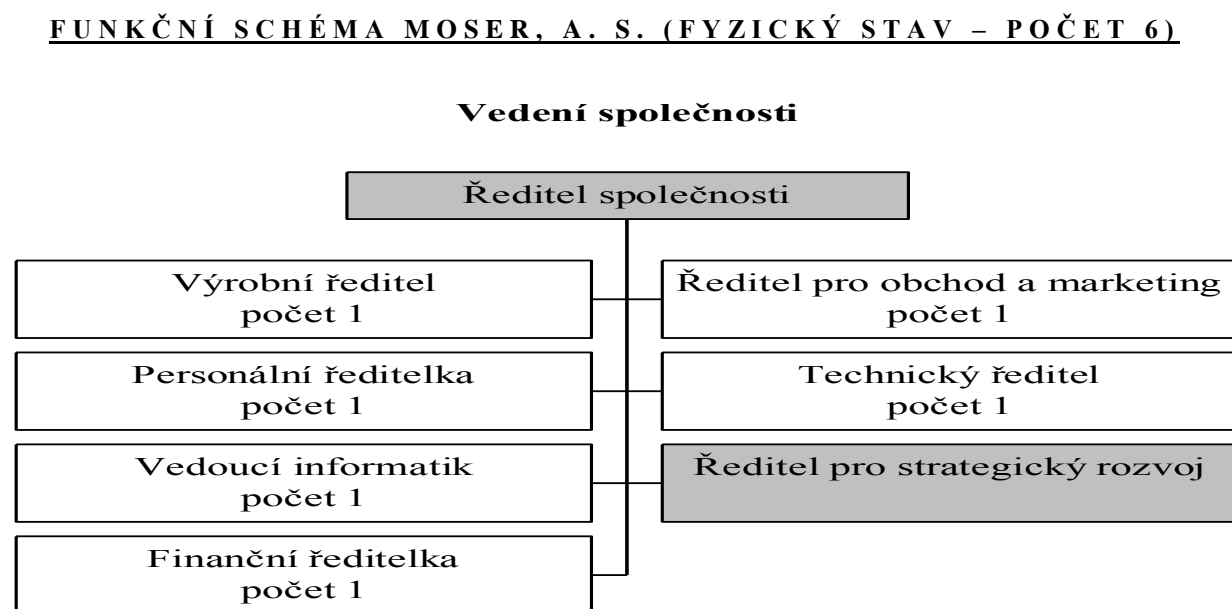 FUNKČNÍ SCHÉMA MOSER, A. S. (FYZICKÝ STAV – POČET 6)
Vedení společnosti
Ředitel společnosti
Výrobní ředitel
počet 1
Ředitel pro obchod a marketing
počet 1
Personální ředitelka
počet 1
Technický ředitel
počet 1
Vedoucí informatik
počet 1
Ředitel pro strategický rozvoj
Finanční ředitelka
počet 1